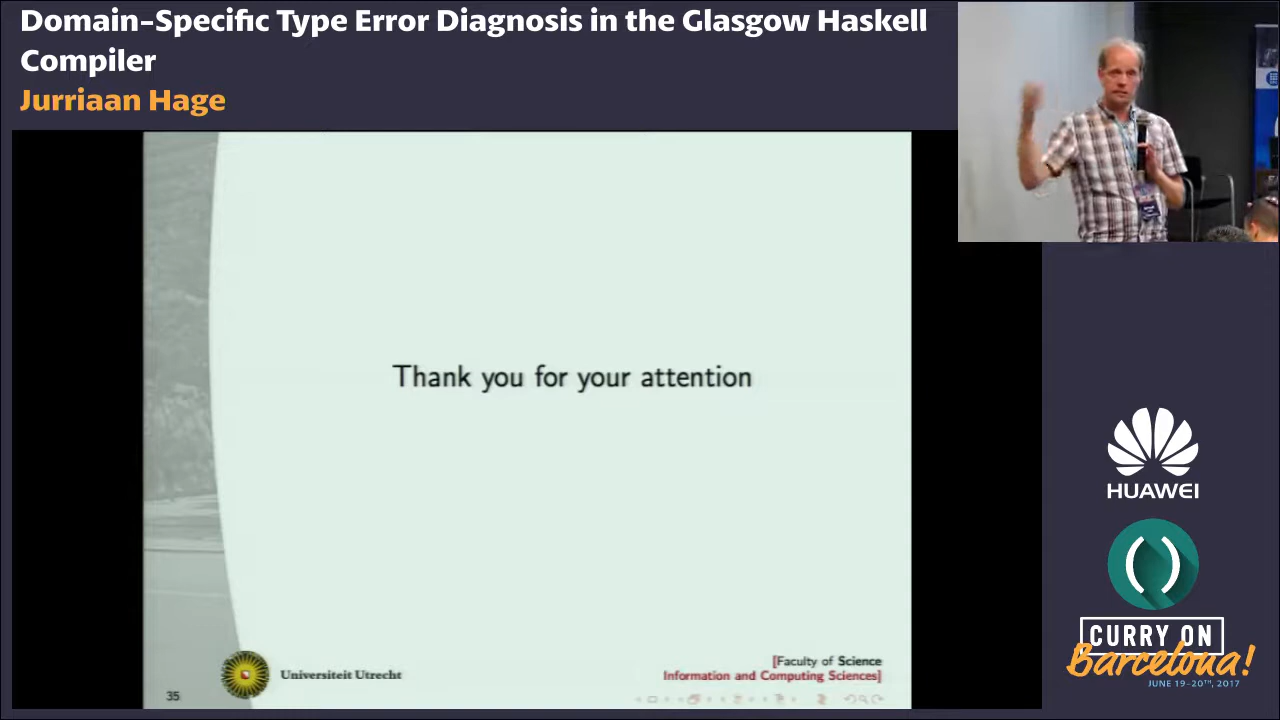 Domain-Specific Type Error Diagnosis in the Glasgow Haskell
Compiler
Jurriaan Hage
Thank you for your attention
35
Universiteit Utrecht
[Faculty of Science
Information and Computing Sciences]
HUAWEI
()
CURRY ON
Barcelona!
JUNE 19-20TH, 2017